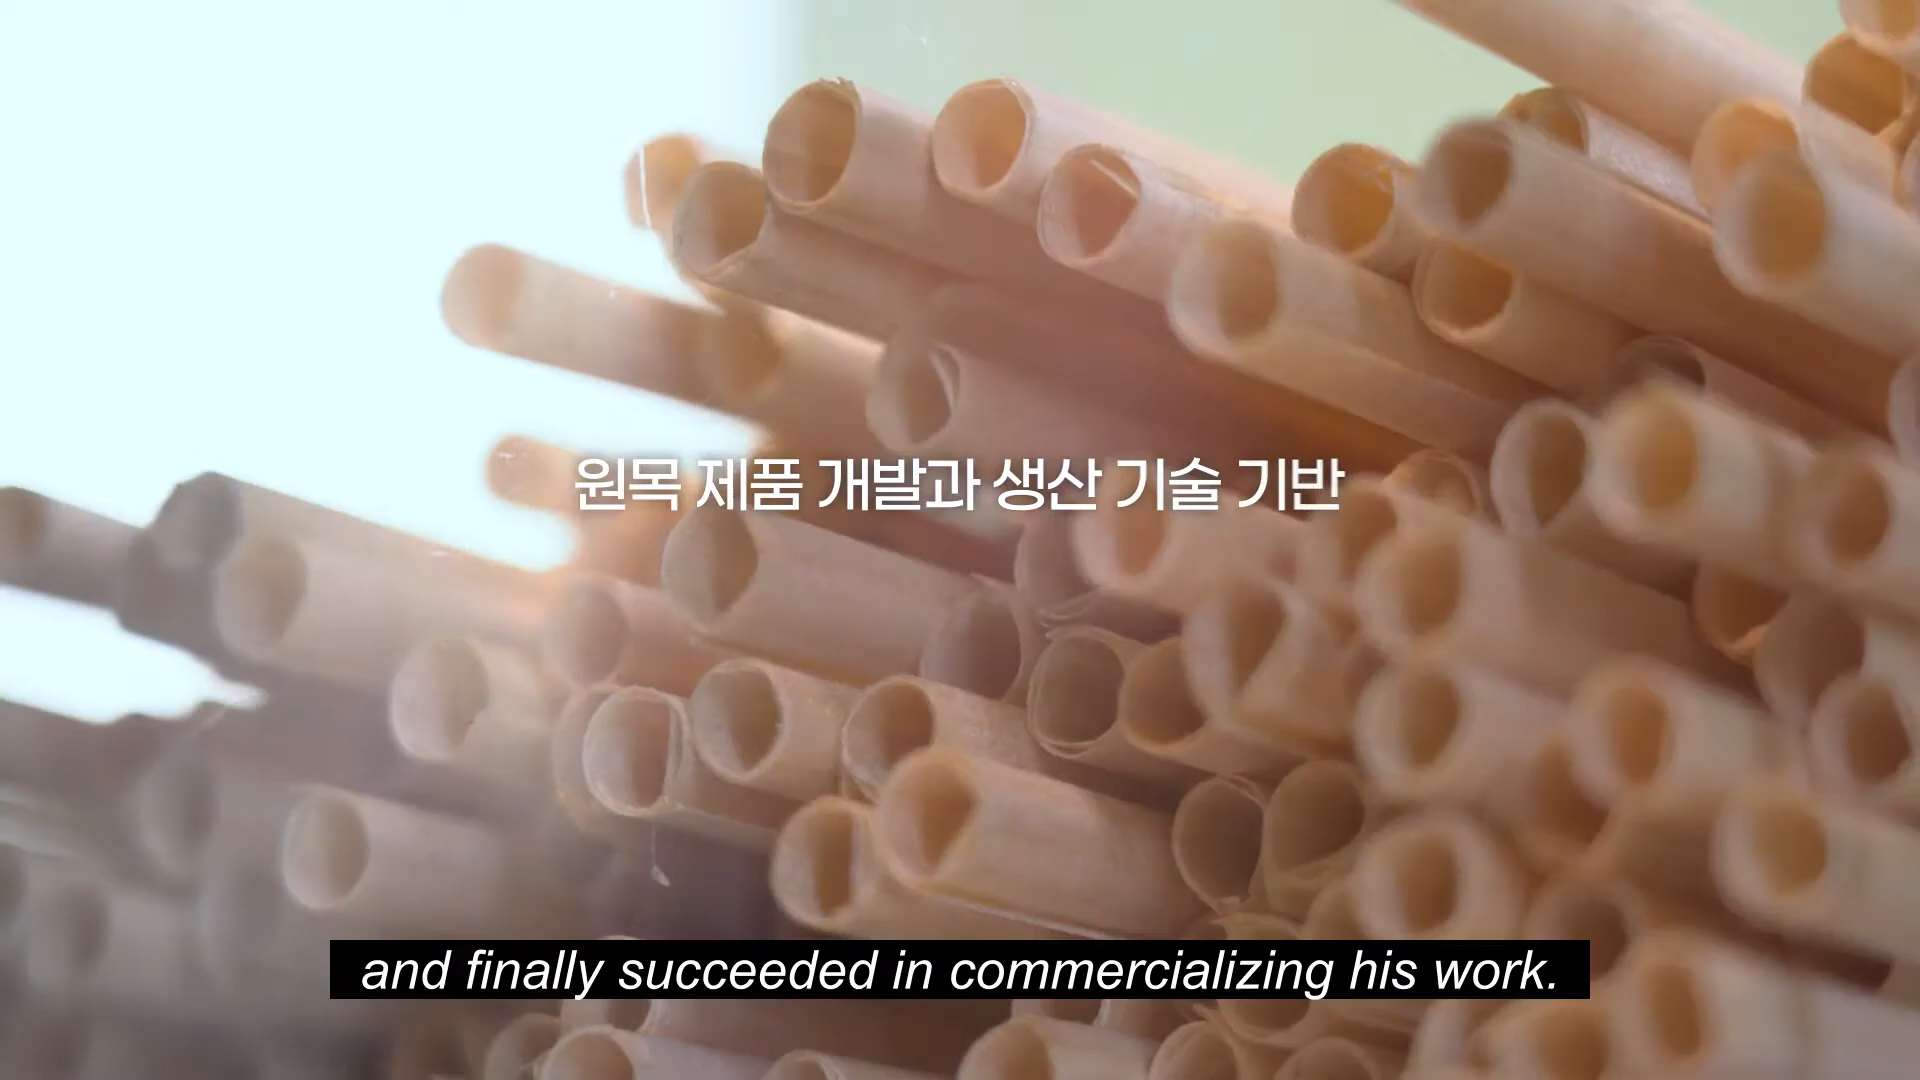 원목 제품 개발과 생산 기술 기반
and finally succeeded in commercializing his work.